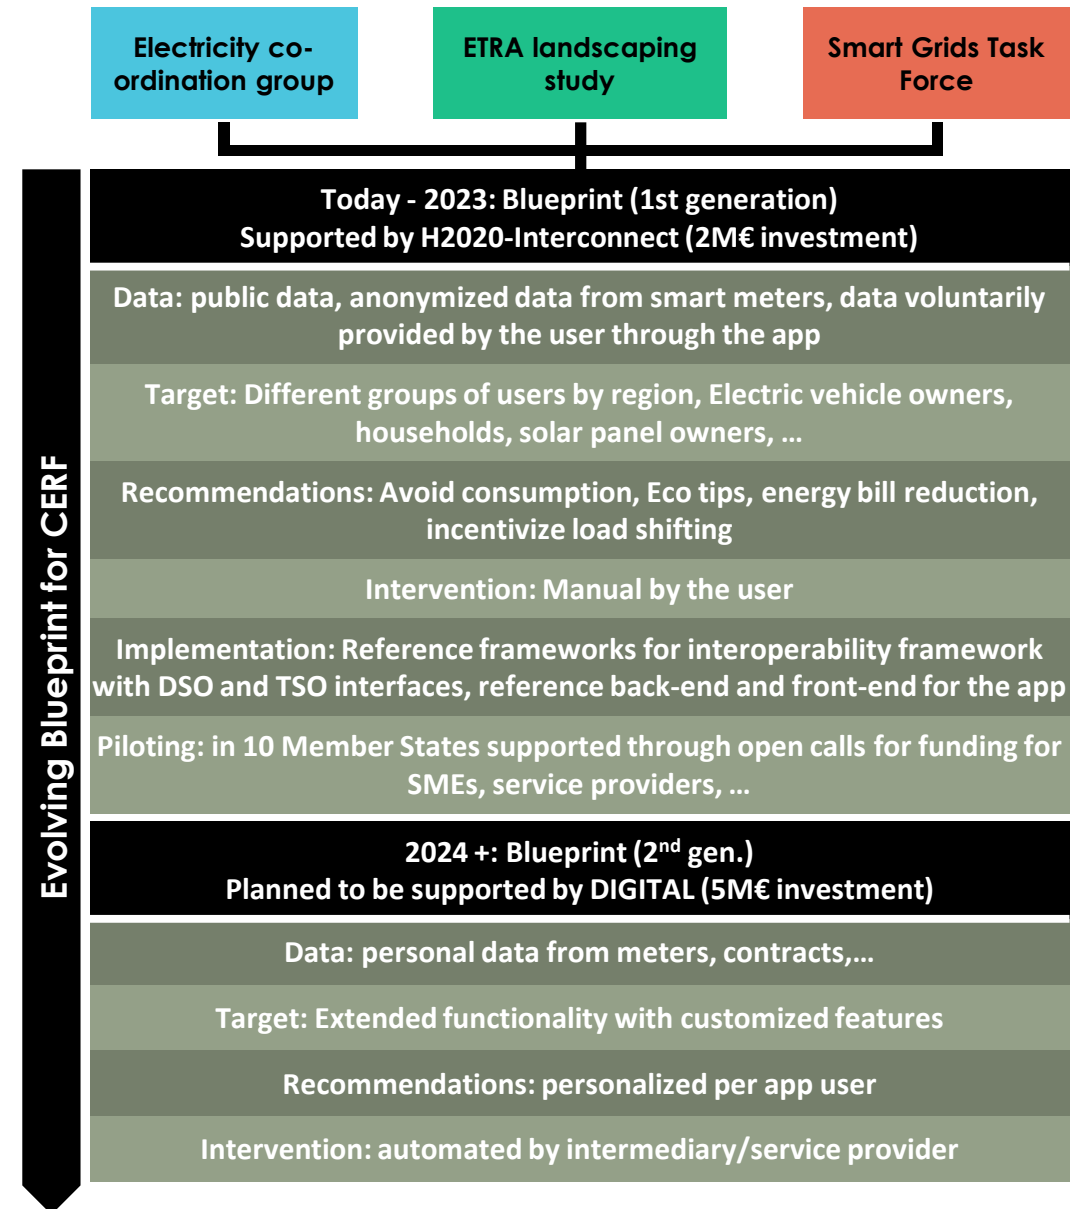 Electricity co-
ordination group
ETRA landscaping
study
Smart Grids Task
Force
Evolving Blueprint for CERF
Today - 2023: Blueprint (1st generation)
Supported by H2020-Interconnect (2M€ investment)
Data: public data, anonymized data from smart meters, data voluntarily
provided by the user through the app
Target: Different groups of users by region, Electric vehicle owners,
households, solar panel owners, ...
Recommendations: Avoid consumption, Eco tips, energy bill reduction,
incentivize load shifting
Intervention: Manual by the user
Implementation: Reference frameworks for interoperability framework
with DSO and TSO interfaces, reference back-end and front-end for the app
Piloting: in 10 Member States supported through open calls for funding for
SMEs, service providers, ...
2024 +: Blueprint (2nd gen.)
Planned to be supported by DIGITAL (5M€ investment)
Data: personal data from meters, contracts,...
Target: Extended functionality with customized features
Recommendations: personalized per app user
Intervention: automated by intermediary/service provider